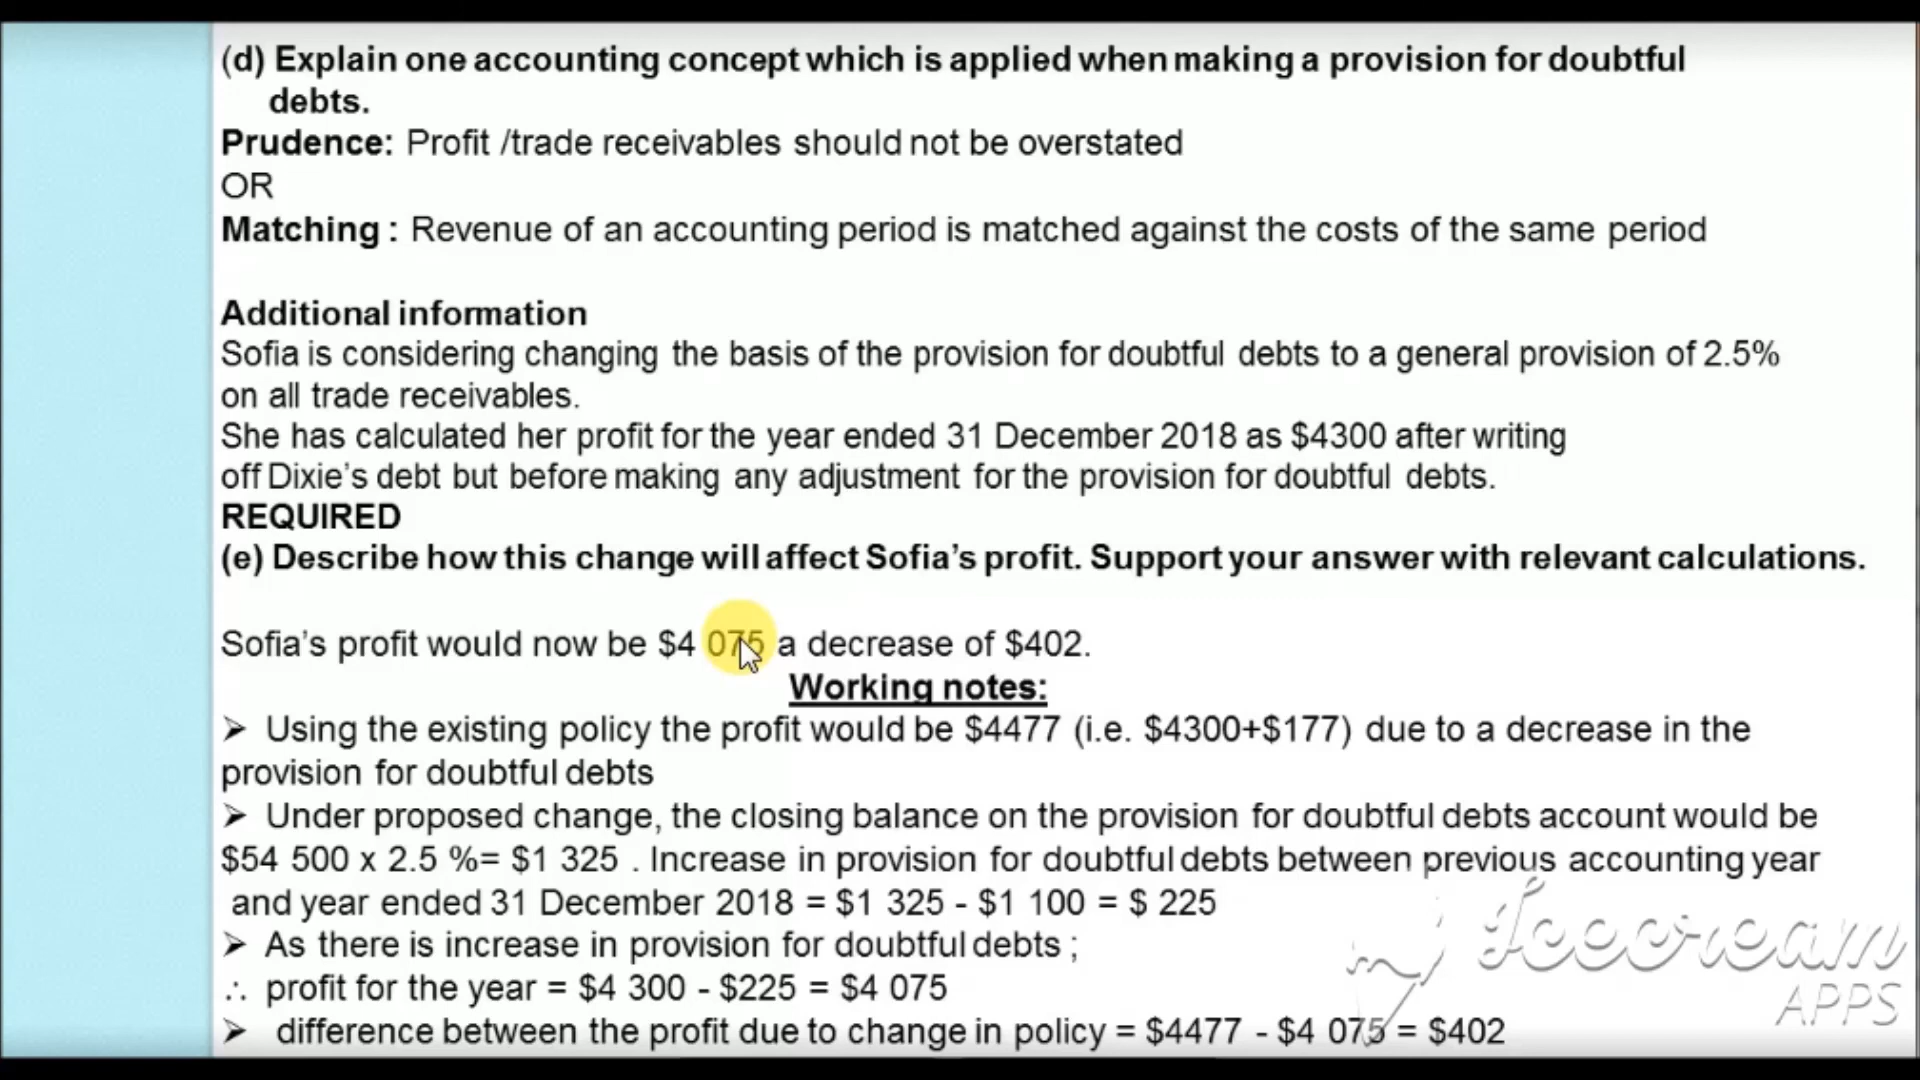 (d) Explain one accounting concept which is applied when making a provision for doubtful
debts.
Prudence: Profit /trade receivables should not be overstated
OR
Matching : Revenue of an accounting period is matched against the costs of the same period
Additional information
Sofia is considering changing the basis of the provision for doubtful debts to a general provision of 2.5%
on all trade receivables.
She has calculated her profit for the year ended 31 December 2018 as $4300 after writing
off Dixie's debt but before making any adjustment for the provision for doubtful debts.
REQUIRED
(e) Describe how this change will affect Sofia's profit. Support your answer with relevant calculations.
Sofia's profit would now be $4 075 a decrease of $402.
Working notes:
➢ Using the existing policy the profit would be $4477 (i.e. $4300+$177) due to a decrease in the
provision for doubtful debts
➢ Under proposed change, the closing balance on the provision for doubtful debts account would be
$54 500 x 2.5 %= $1 325 . Increase in provision for doubtful debts between previous accounting year
and year ended 31 December 2018 = $1 325 - $1 100 = $ 225
➢ As there is increase in provision for doubtful debts ;
∴ profit for the year = $4 300 - $225 = $4 075
➢ difference between the profit due to change in policy = $4477 - $4 075 = $402
Icecream
APPS